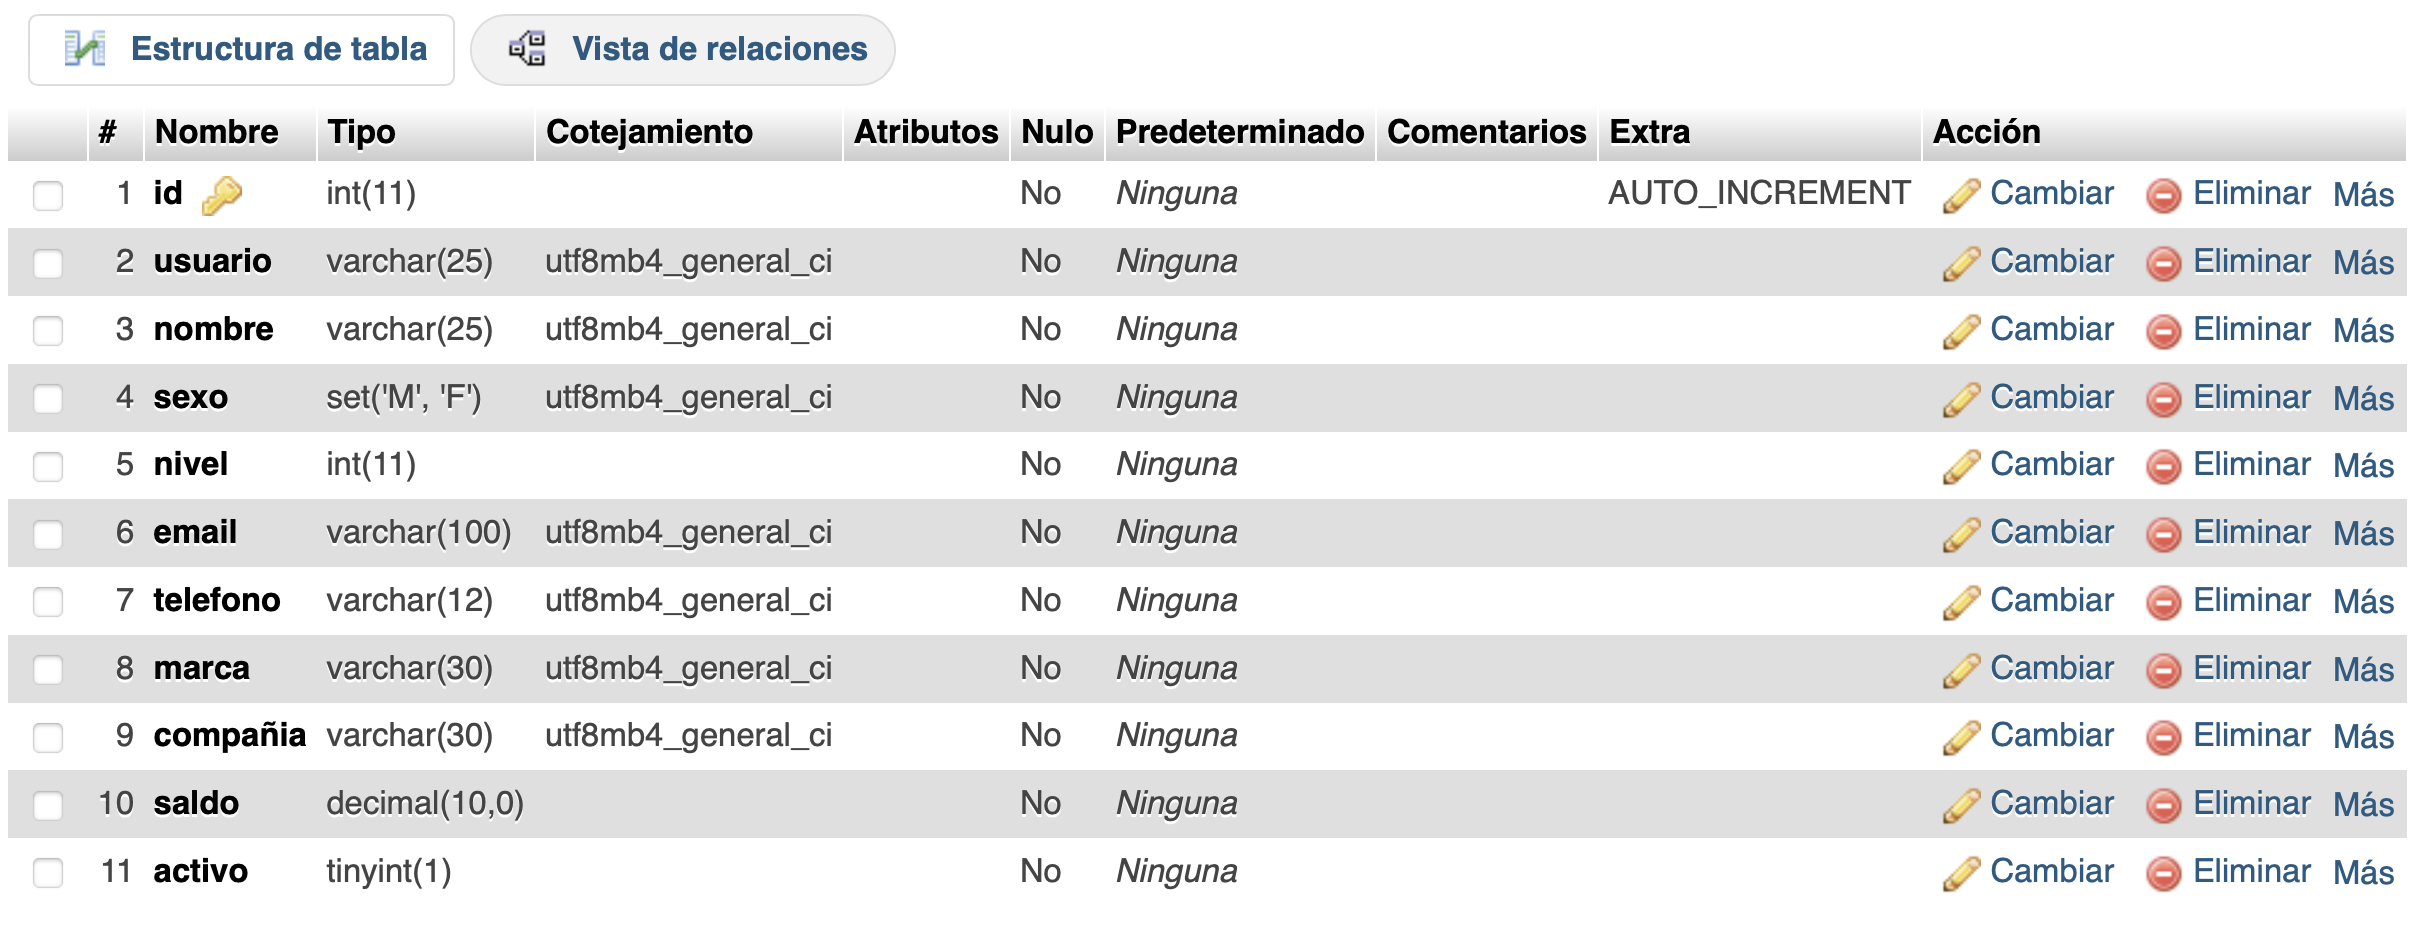 Estructura de tabla Vista de relaciones
# Nombre Tipo Cotejamiento Atributos Nulo Predeterminado Comentarios Extra Acción
1 id int(11) No Ninguna AUTO_INCREMENT Cambiar Eliminar Más
2 usuario varchar(25) utf8mb4_general_ci No Ninguna Cambiar Eliminar Más
3 nombre varchar(25) utf8mb4_general_ci No Ninguna Cambiar Eliminar Más
4 sexo set('M', 'F') utf8mb4_general_ci No Ninguna Cambiar Eliminar Más
5 nivel int(11) No Ninguna Cambiar Eliminar Más
6 email varchar(100) utf8mb4_general_ci No Ninguna Cambiar Eliminar Más
7 telefono varchar(12) utf8mb4_general_ci No Ninguna Cambiar Eliminar Más
8 marca varchar(30) utf8mb4_general_ci No Ninguna Cambiar Eliminar Más
9 compañia varchar(30) utf8mb4_general_ci No Ninguna Cambiar Eliminar Más
10 saldo decimal(10,0) No Ninguna Cambiar Eliminar Más
11 activo tinyint(1) No Ninguna Cambiar Eliminar Más